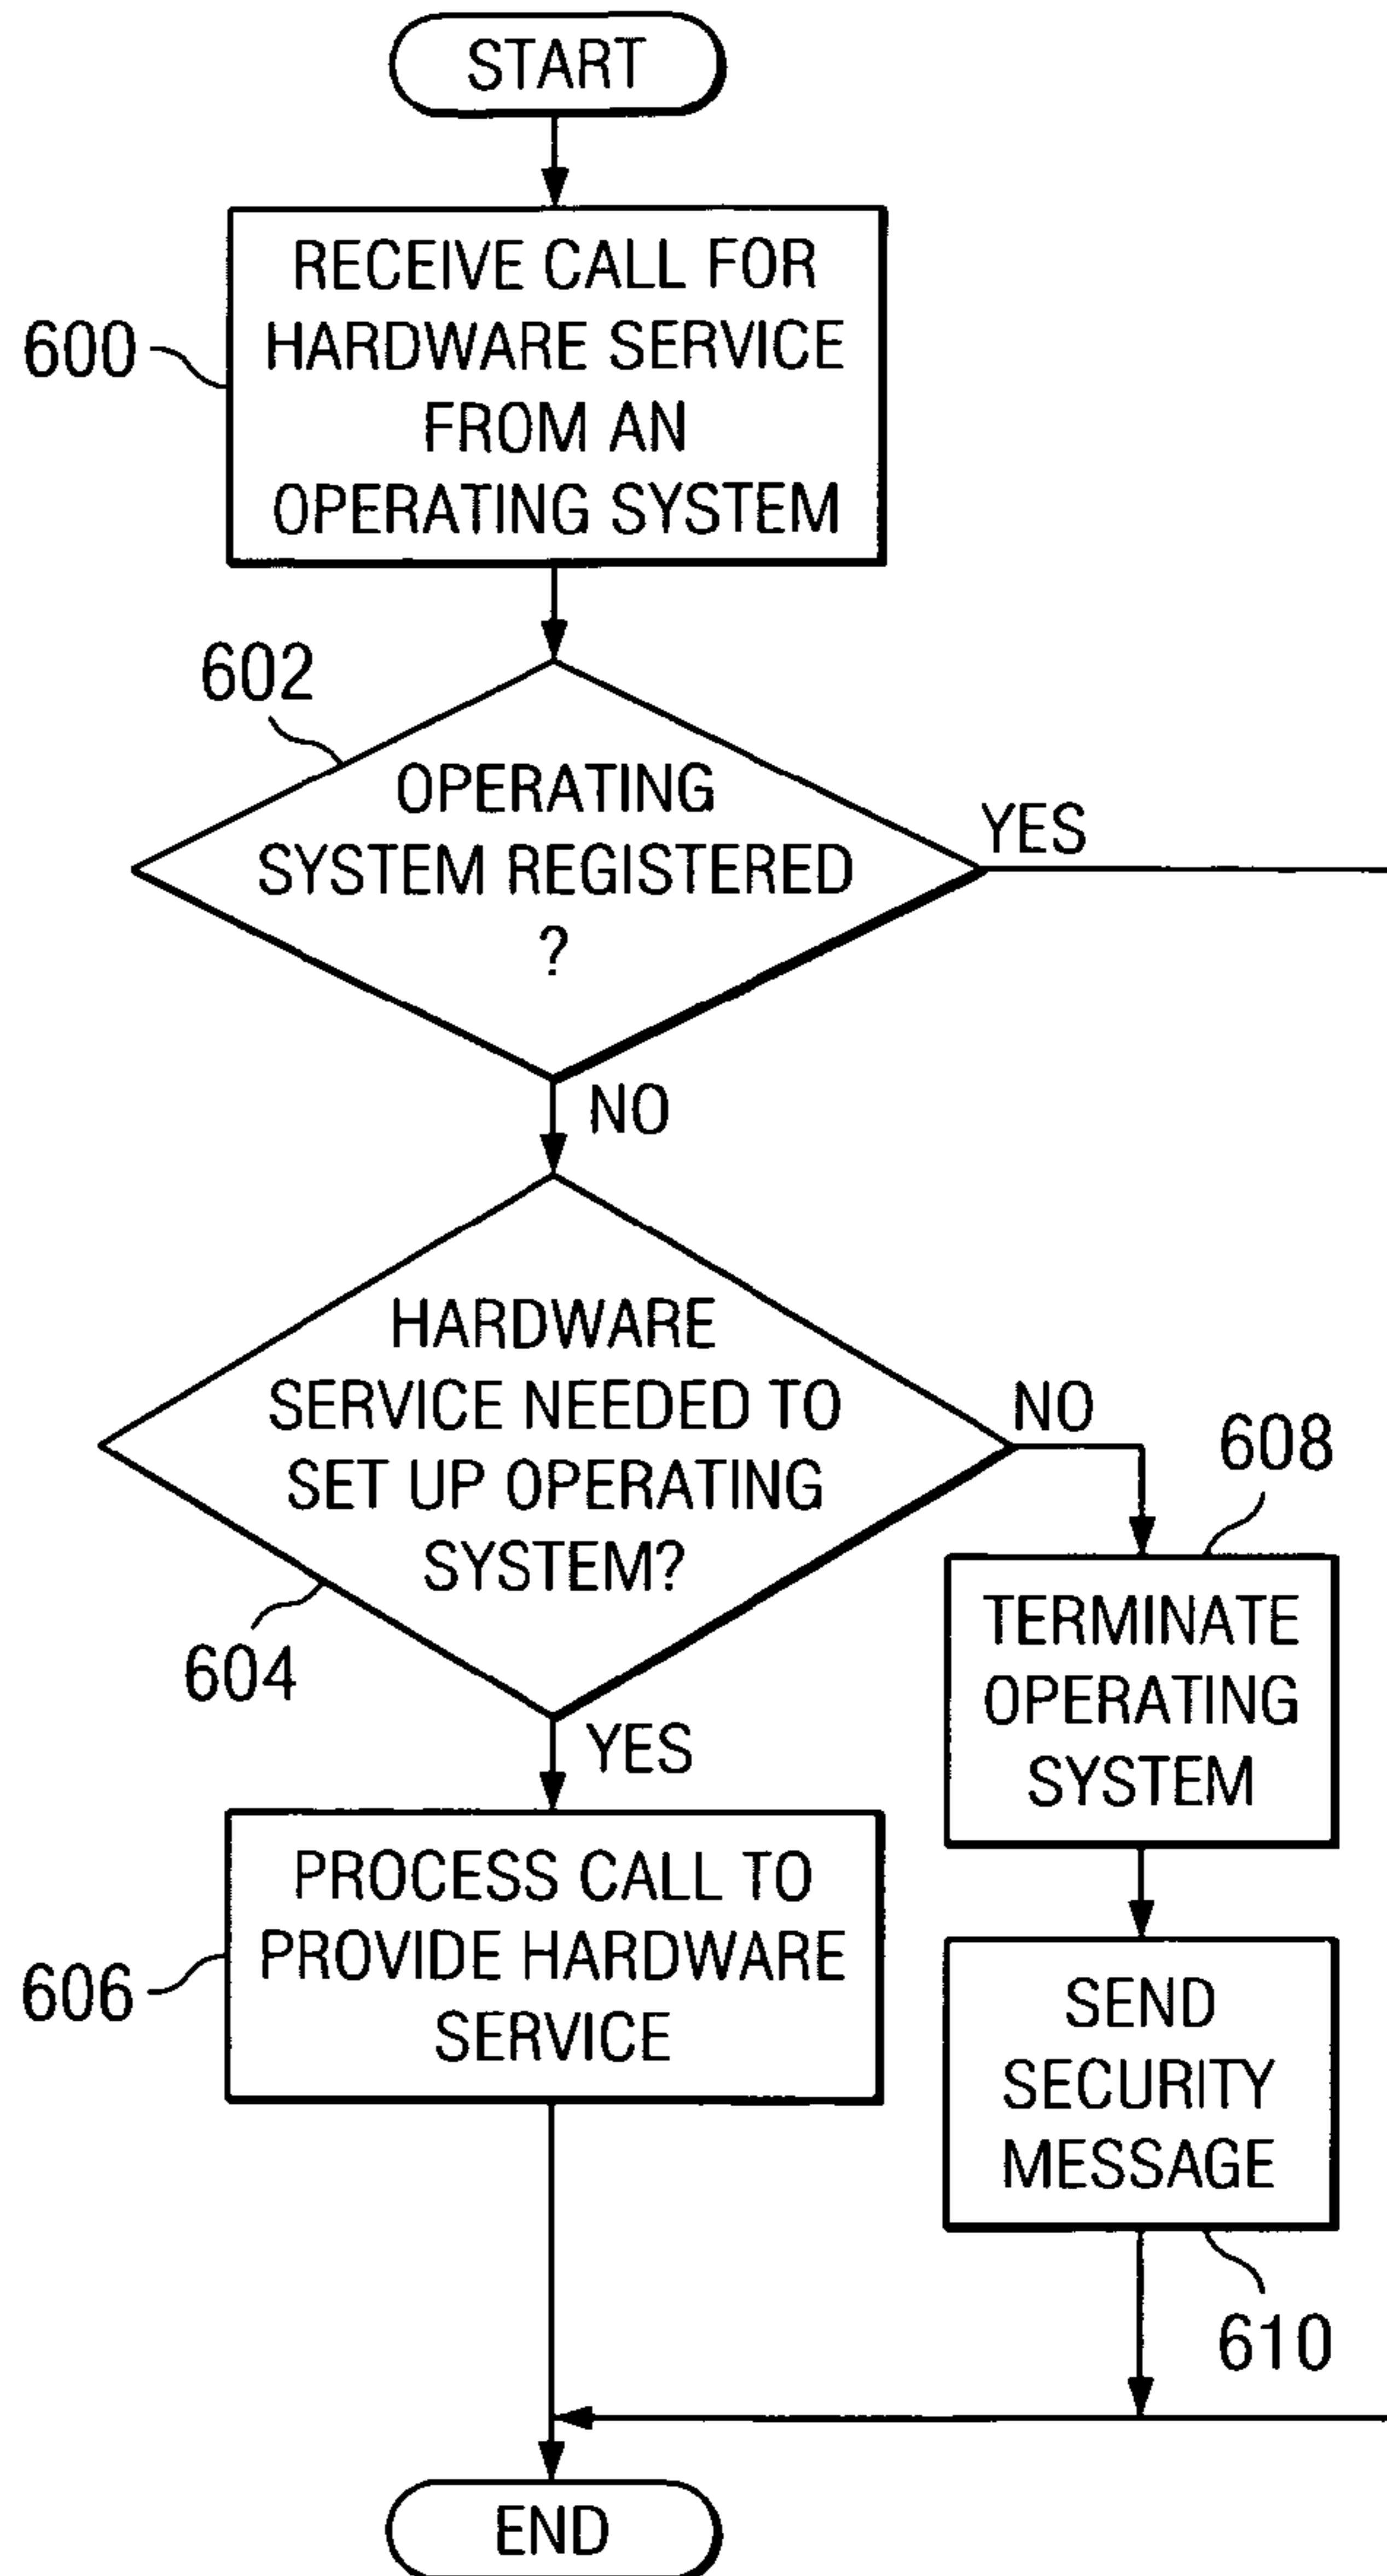 START
RECEIVE CALL FOR
HARDWARE SERVICE
FROM AN
OPERATING SYSTEM
600
602
OPERATING
SYSTEM REGISTERED
?
YES
NO
HARDWARE
SERVICE NEEDED TO
SET UP OPERATING
SYSTEM?
NO
608
604
TERMINATE
OPERATING
SYSTEM
YES
PROCESS CALL TO
PROVIDE HARDWARE
SERVICE
606
SEND
SECURITY
MESSAGE
610
END